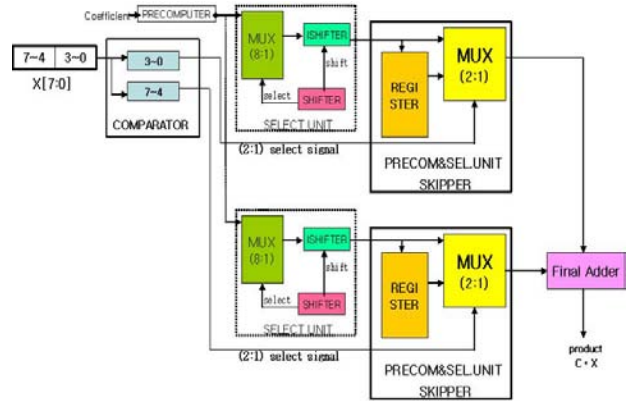 Coefficient
PRECOMPUTER
7-4 3-0
X[7:0]
3-0
7-4
COMPARATOR
MUX
(8:1)
ISHIFTER
shift
select
SHIFTER
SELECT UNIT
(2:1) select signal
REGI
STER
MUX
(2:1)
PRECOM&SEL.UNIT
SKIPPER
MUX
(8:1)
ISHIFTER
shift
select
SHIFTER
SELECT UNIT
(2:1) select signal
REGI
STER
MUX
(2:1)
PRECOM&SEL.UNIT
SKIPPER
Final Adder
product
C·X